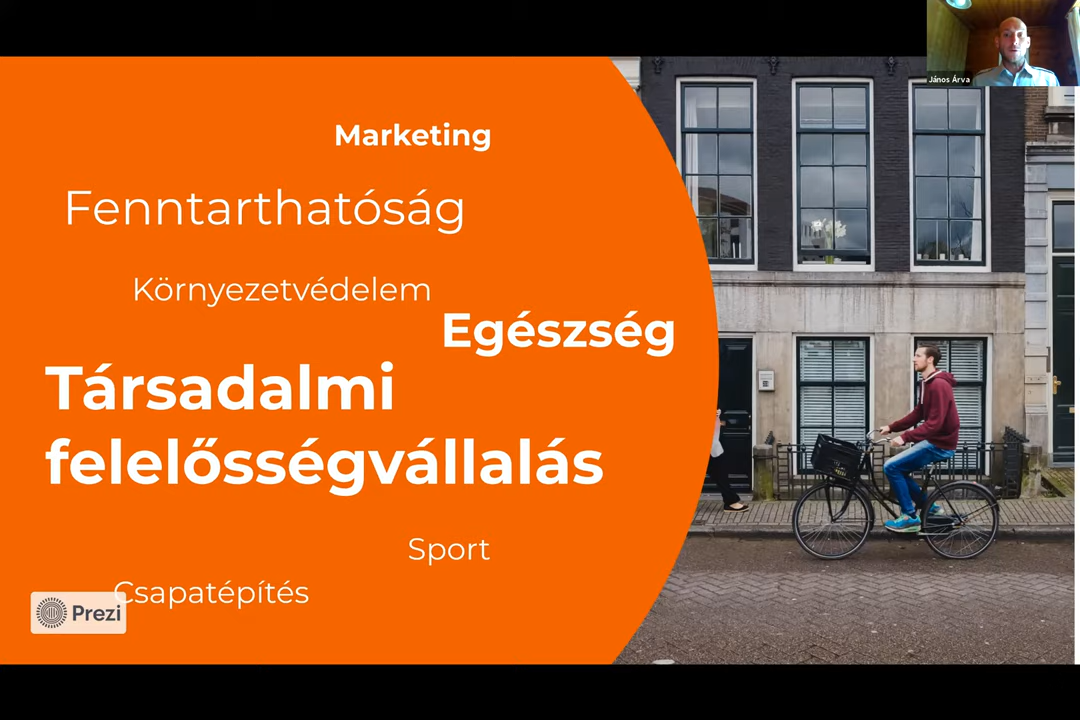 János Árva
Marketing
Fenntarthatóság
Környezetvédelem
Egészség
Társadalmi
felelősségvállalás
Sport
Csapatépítés
Prezi